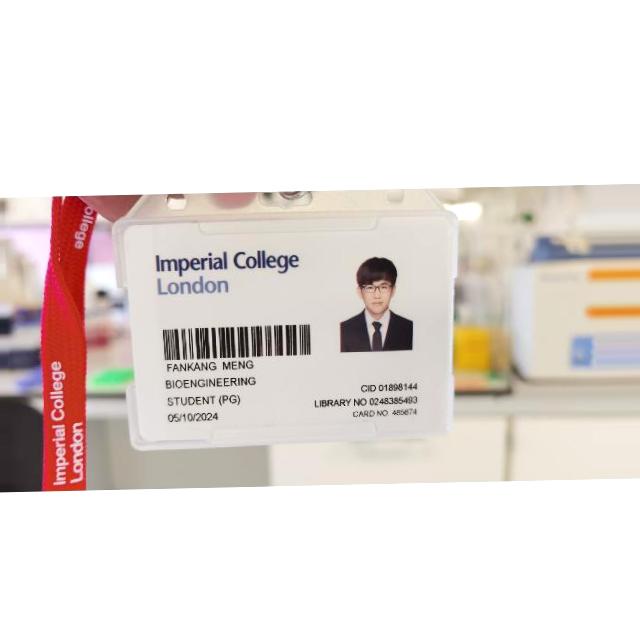 Imperial College
London
FANKANG MENG
BIOENGINEERING
STUDENT (PG)
05/10/2024
CID 01898144
LIBRARY NO 0248385493
CARD NO. 485674
Imperial College
London
College